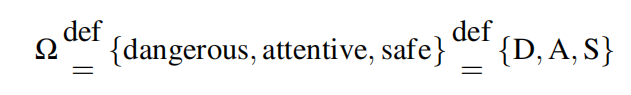 Ω def= {dangerous, attentive, safe} def= {D, A, S}